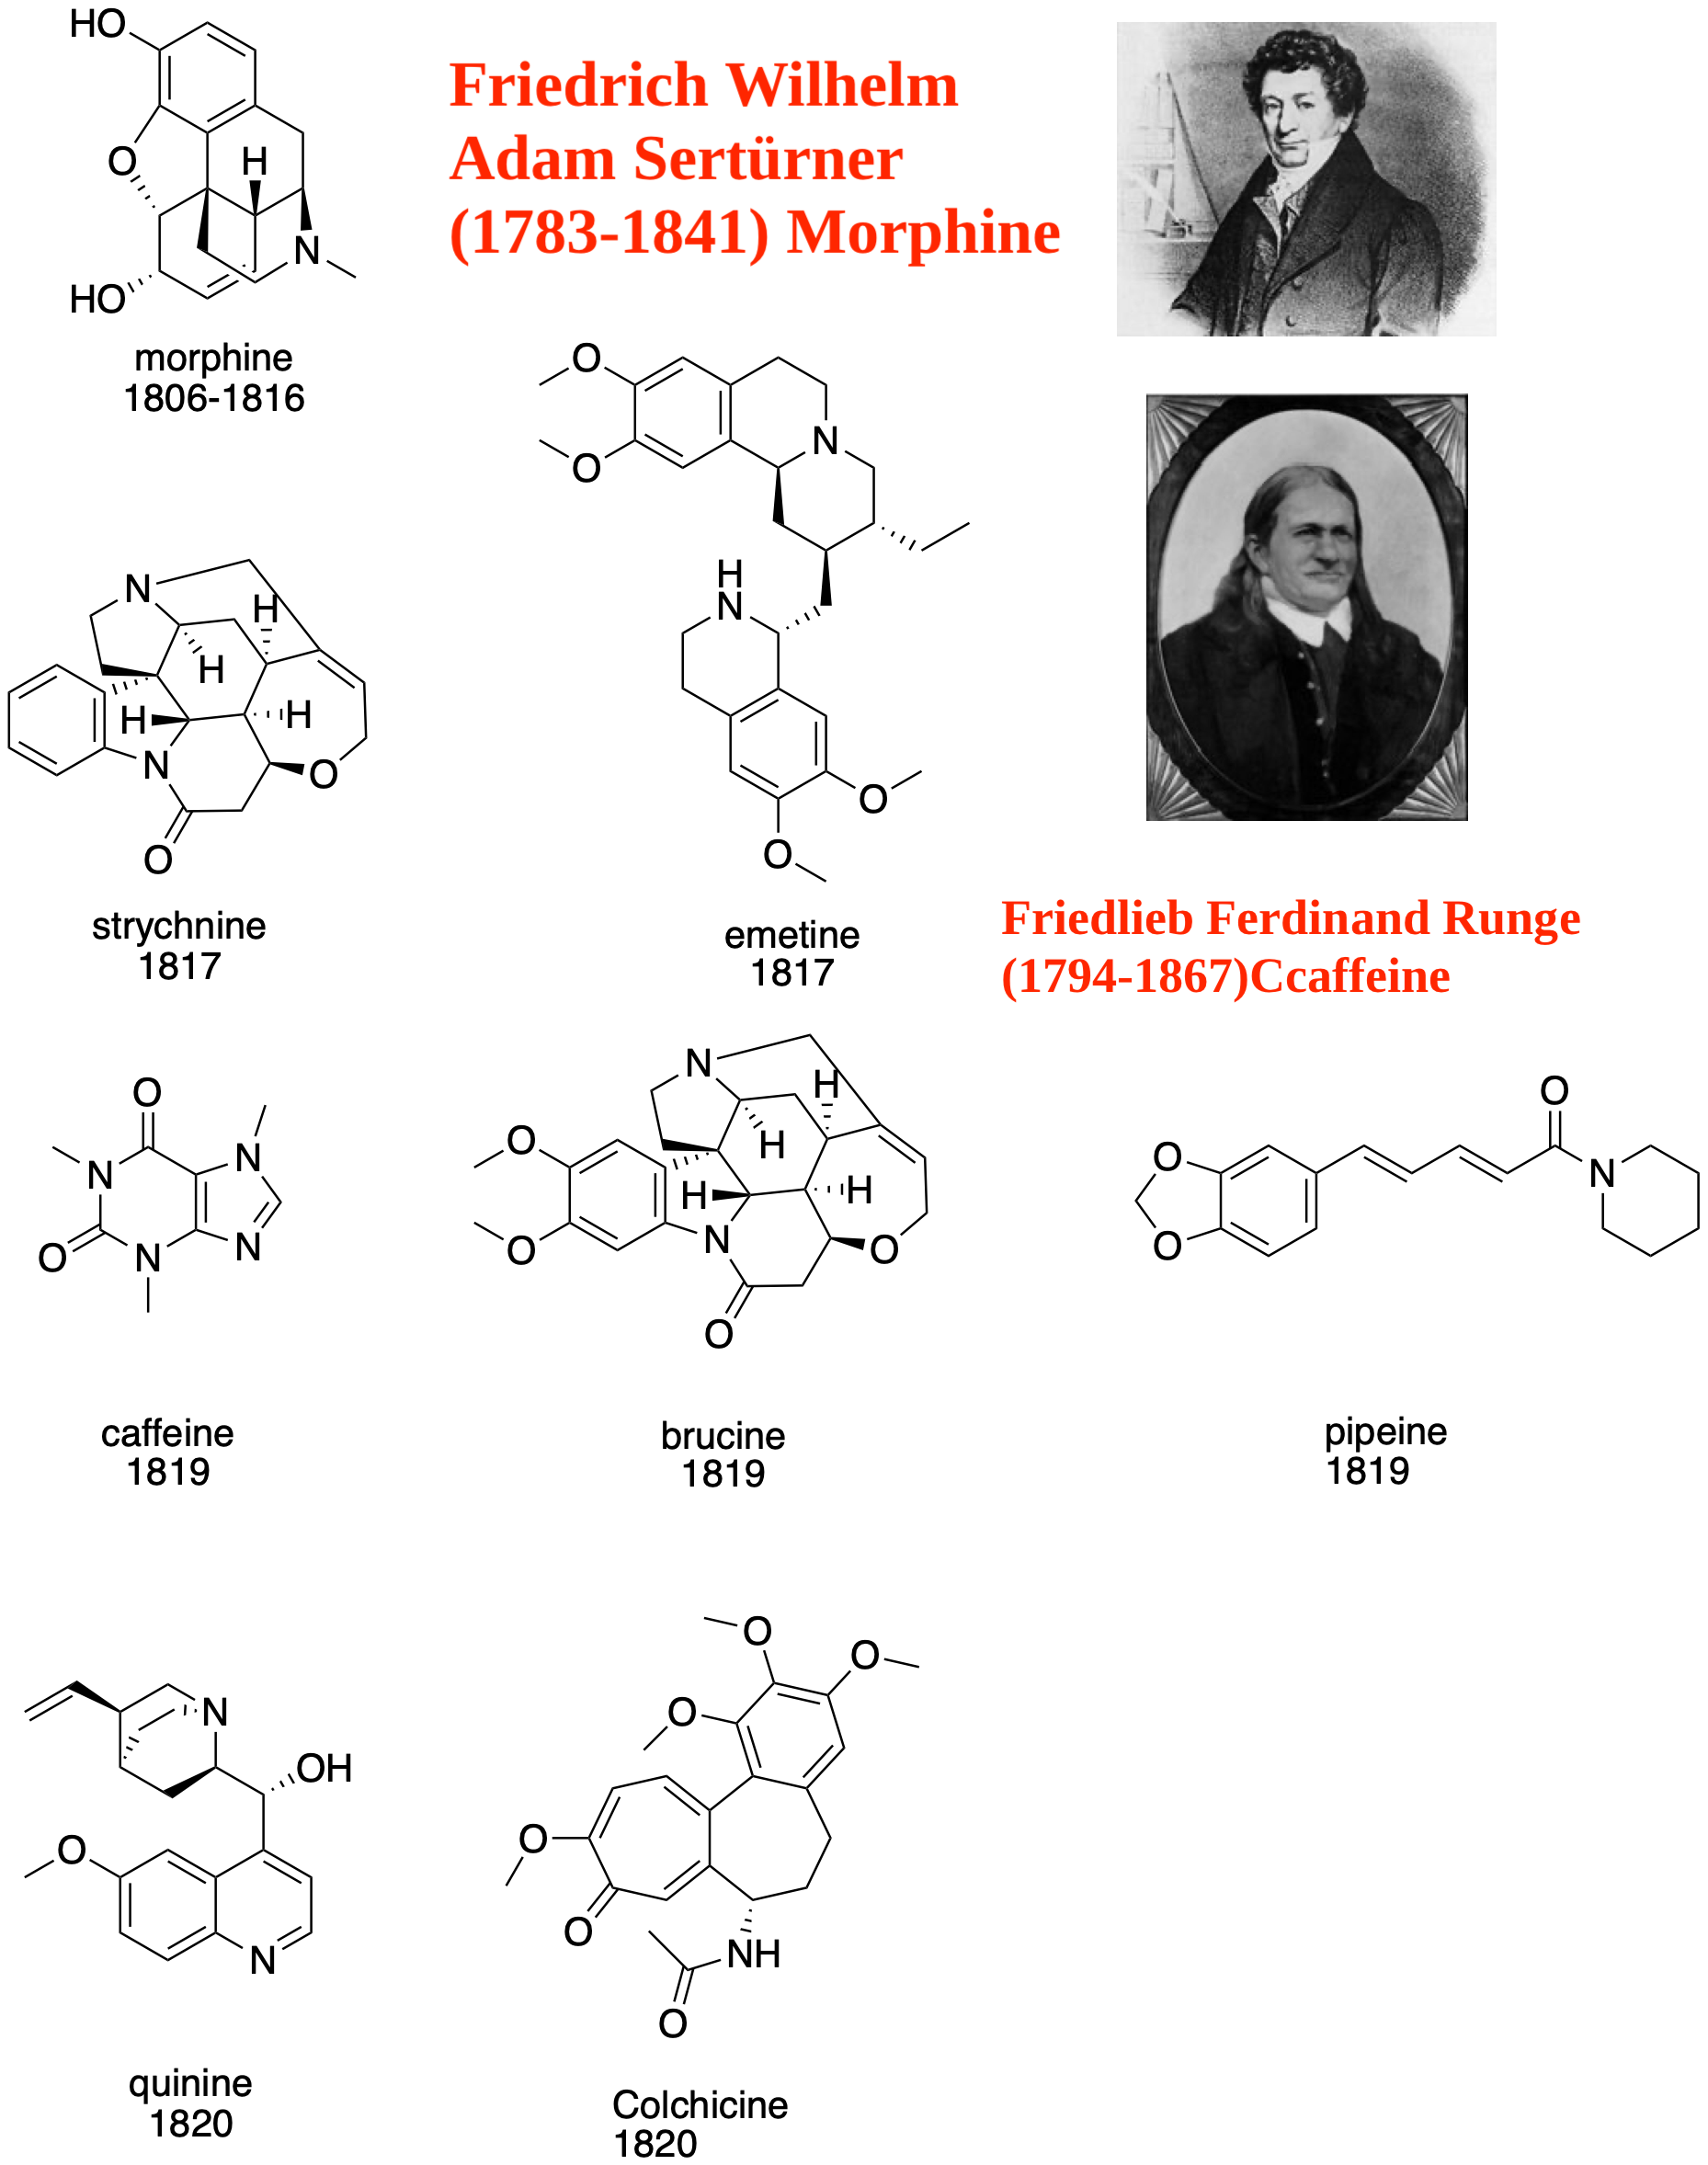 HO
O
H
N
HO
morphine
1806-1816
Friedrich Wilhelm
Adam Sertürner
(1783-1841) Morphine
O
O
N
H
N
O
O
emetine
1817
N
H
H
H
H
N
O
O
strychnine
1817
Friedlieb Ferdinand Runge
(1794-1867)Ccaffeine
O
N
N
O
N
N
caffeine
1819
N
H
H
O
H
H
O
N
O
O
brucine
1819
O
O
N
O
pipeine
1819
N
OH
O
N
quinine
1820
O
O
O
O
O
NH
O
Colchicine
1820